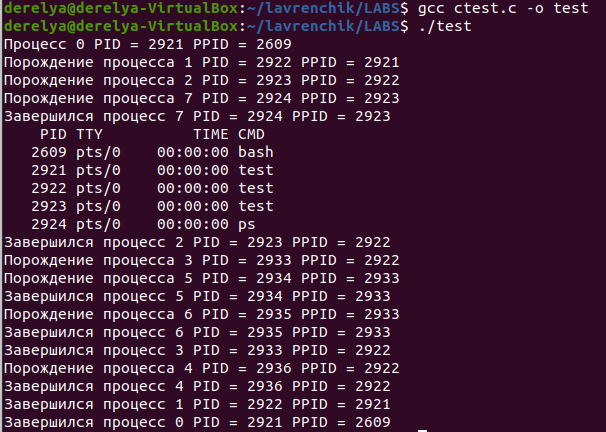 derelya@derelya-VirtualBox:~/lavrenchik/LABS$ gcc ctest.c -o test
derelya@derelya-VirtualBox:~/lavrenchik/LABS$ ./test
Процесс 0 PID = 2921 PPID = 2609
Порождение процесса 1 PID = 2922 PPID = 2921
Порождение процесса 2 PID = 2923 PPID = 2922
Порождение процесса 7 PID = 2924 PPID = 2923
Завершился процесс 7 PID = 2924 PPID = 2923
    PID TTY          TIME CMD
   2609 pts/0    00:00:00 bash
   2921 pts/0    00:00:00 test
   2922 pts/0    00:00:00 test
   2923 pts/0    00:00:00 test
   2924 pts/0    00:00:00 ps
Завершился процесс 2 PID = 2923 PPID = 2922
Порождение процесса 3 PID = 2933 PPID = 2922
Порождение процесса 5 PID = 2934 PPID = 2933
Завершился процесс 5 PID = 2934 PPID = 2933
Порождение процесса 6 PID = 2935 PPID = 2933
Завершился процесс 6 PID = 2935 PPID = 2933
Завершился процесс 3 PID = 2933 PPID = 2922
Порождение процесса 4 PID = 2936 PPID = 2922
Завершился процесс 4 PID = 2936 PPID = 2922
Завершился процесс 1 PID = 2922 PPID = 2921
Завершился процесс 0 PID = 2921 PPID = 2609